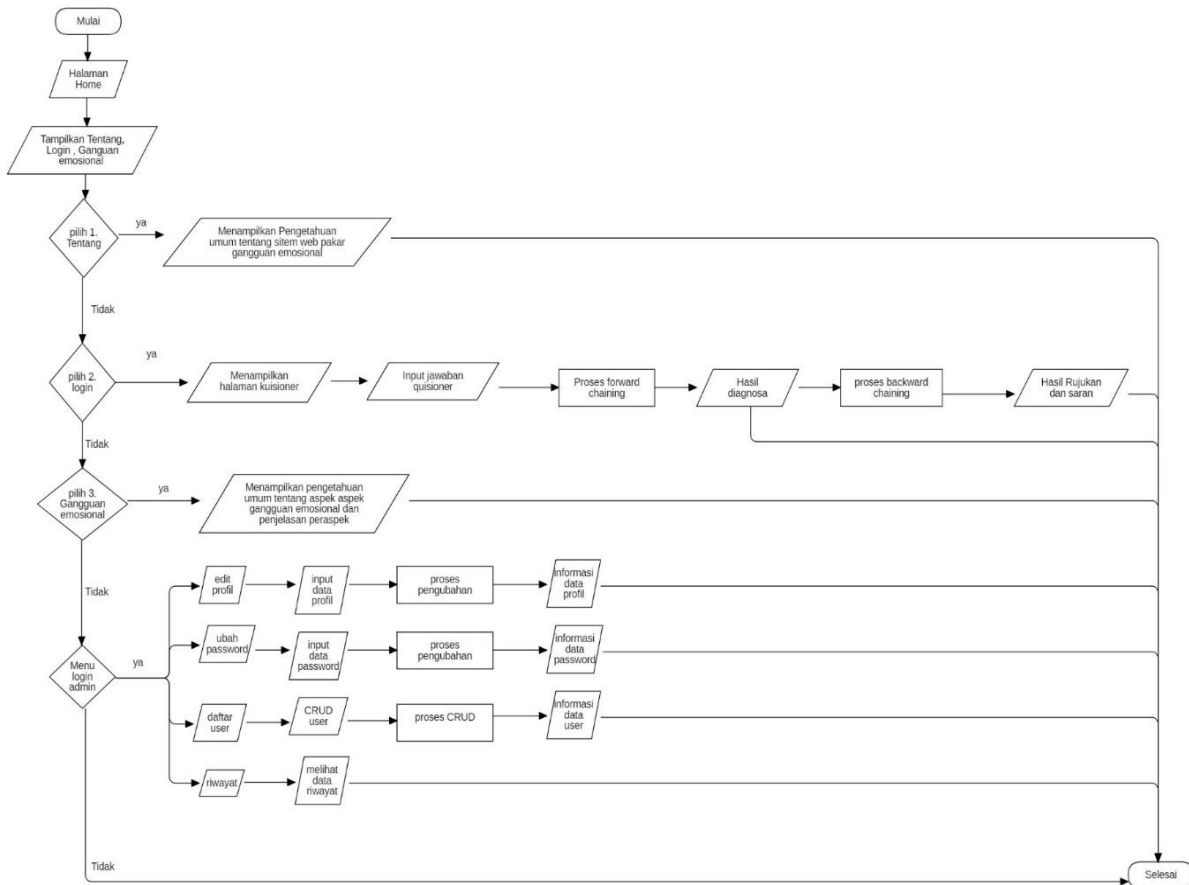 Mulai
Halaman
Home
Tampilkan Tentang,
Login , Ganguan
emosional
pilih 1.
Tentang
ya
Menampilkan Pengetahuan
umum tentang sitem web pakar
gangguan emosional
Tidak
pilih 2.
login
ya
Menampilkan
halaman kuisioner
Input jawaban
quisioner
Proses forward
chaining
Hasil
diagnosa
proses backward
chaining
Hasil Rujukan
dan saran
Tidak
pilih 3.
Gangguan
emosional
ya
Menampilkan pengetahuan
umum tentang aspek aspek
gangguan emosional dan
penjelasan peraspek
Tidak
Menu
login
admin
ya
edit
profil
input
data
profil
proses
pengubahan
informasi
data
profil
ubah
password
input
data
password
proses
pengubahan
informasi
data
password
daftar
user
CRUD
user
proses CRUD
informasi
data
user
riwayat
melihat
data
riwayat
Tidak
Selesai